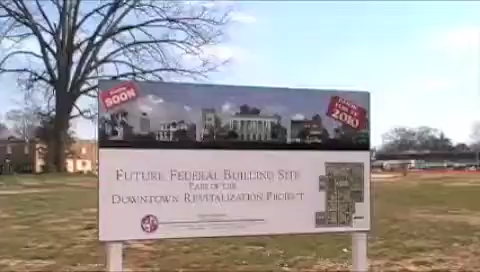 SOON
2010
FUTURE FEDERAL BUILDING SITE
PART OF THE
DOWNTOWN REVITALIZATION PROJECT